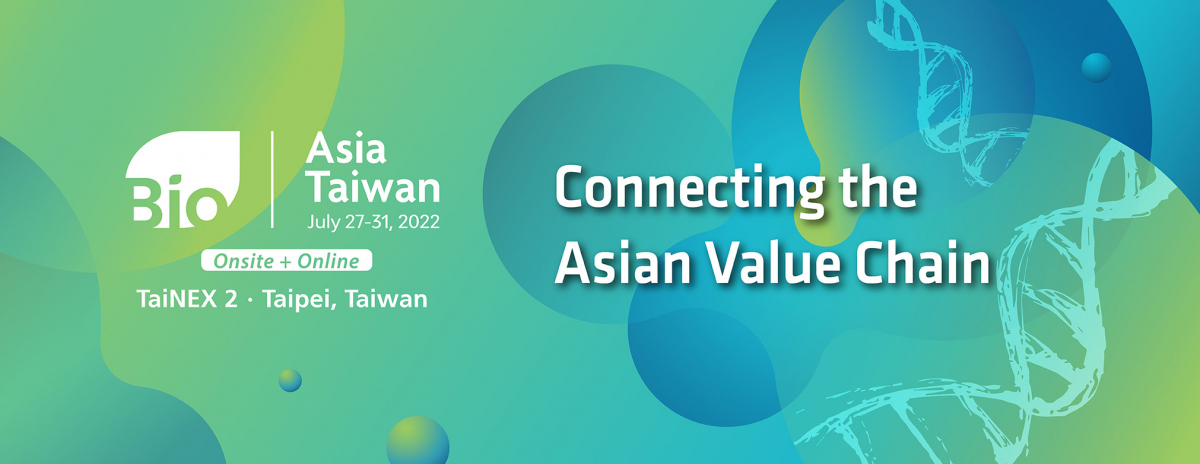 Bio
Asia
Taiwan
July 27-31, 2022
Onsite + Online
TaiNEX 2 · Taipei, Taiwan
Connecting the
Asian Value Chain